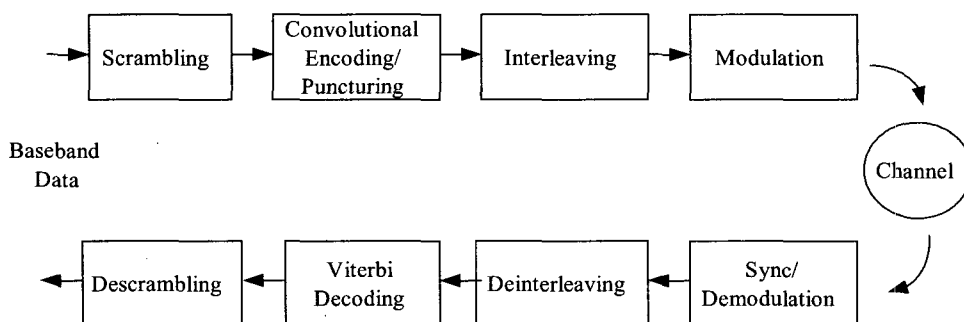 Scrambling
Convolutional
Encoding/
Puncturing
Interleaving
Modulation
Channel
Baseband
Data
Descrambling
Viterbi
Decoding
Deinterleaving
Sync/
Demodulation